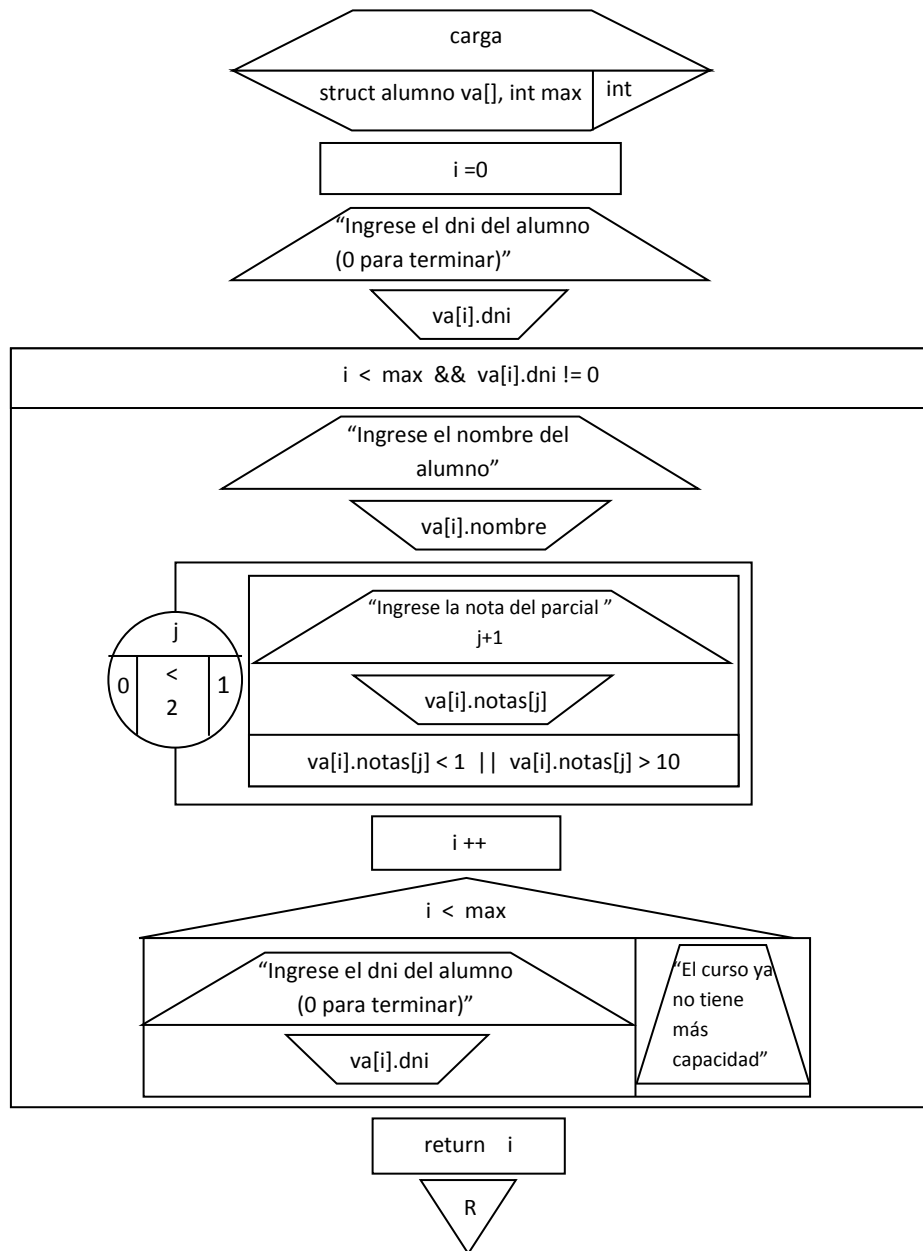 carga
struct alumno va[], int max
int
i =0
“Ingrese el dni del alumno
(0 para terminar)”
va[i].dni
i < max && va[i].dni != 0
“Ingrese el nombre del
alumno”
va[i].nombre
j
0
<
2
1
“Ingrese la nota del parcial ”
j+1
va[i].notas[j]
va[i].notas[j] < 1 || va[i].notas[j] > 10
i ++
i < max
“Ingrese el dni del alumno
(0 para terminar)”
va[i].dni
“El curso ya
no tiene
más
capacidad”
return i
R